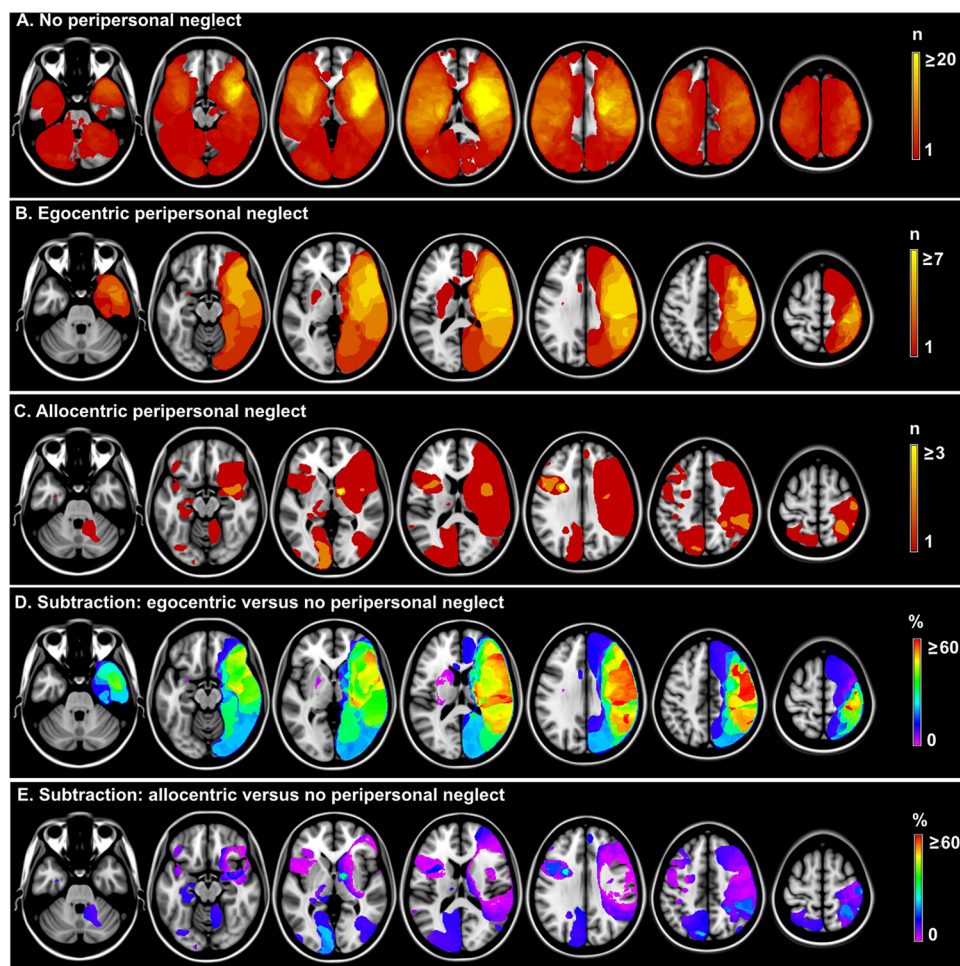 A. No peripersonal neglect
n
≥20
1
B. Egocentric peripersonal neglect
n
≥7
1
C. Allocentric peripersonal neglect
n
≥3
1
D. Subtraction: egocentric versus no peripersonal neglect
%
≥60
0
E. Subtraction: allocentric versus no peripersonal neglect
%
≥60
0